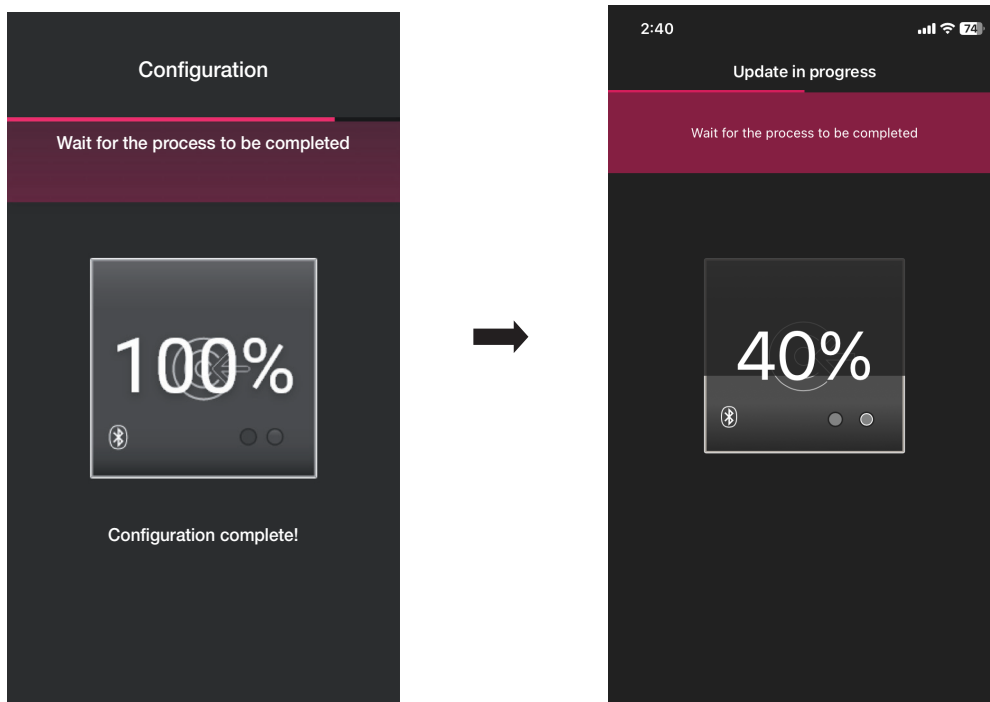 Configuration
Wait for the process to be completed
100%
Configuration complete!
2:40
74
Update in progress
Wait for the process to be completed
40%